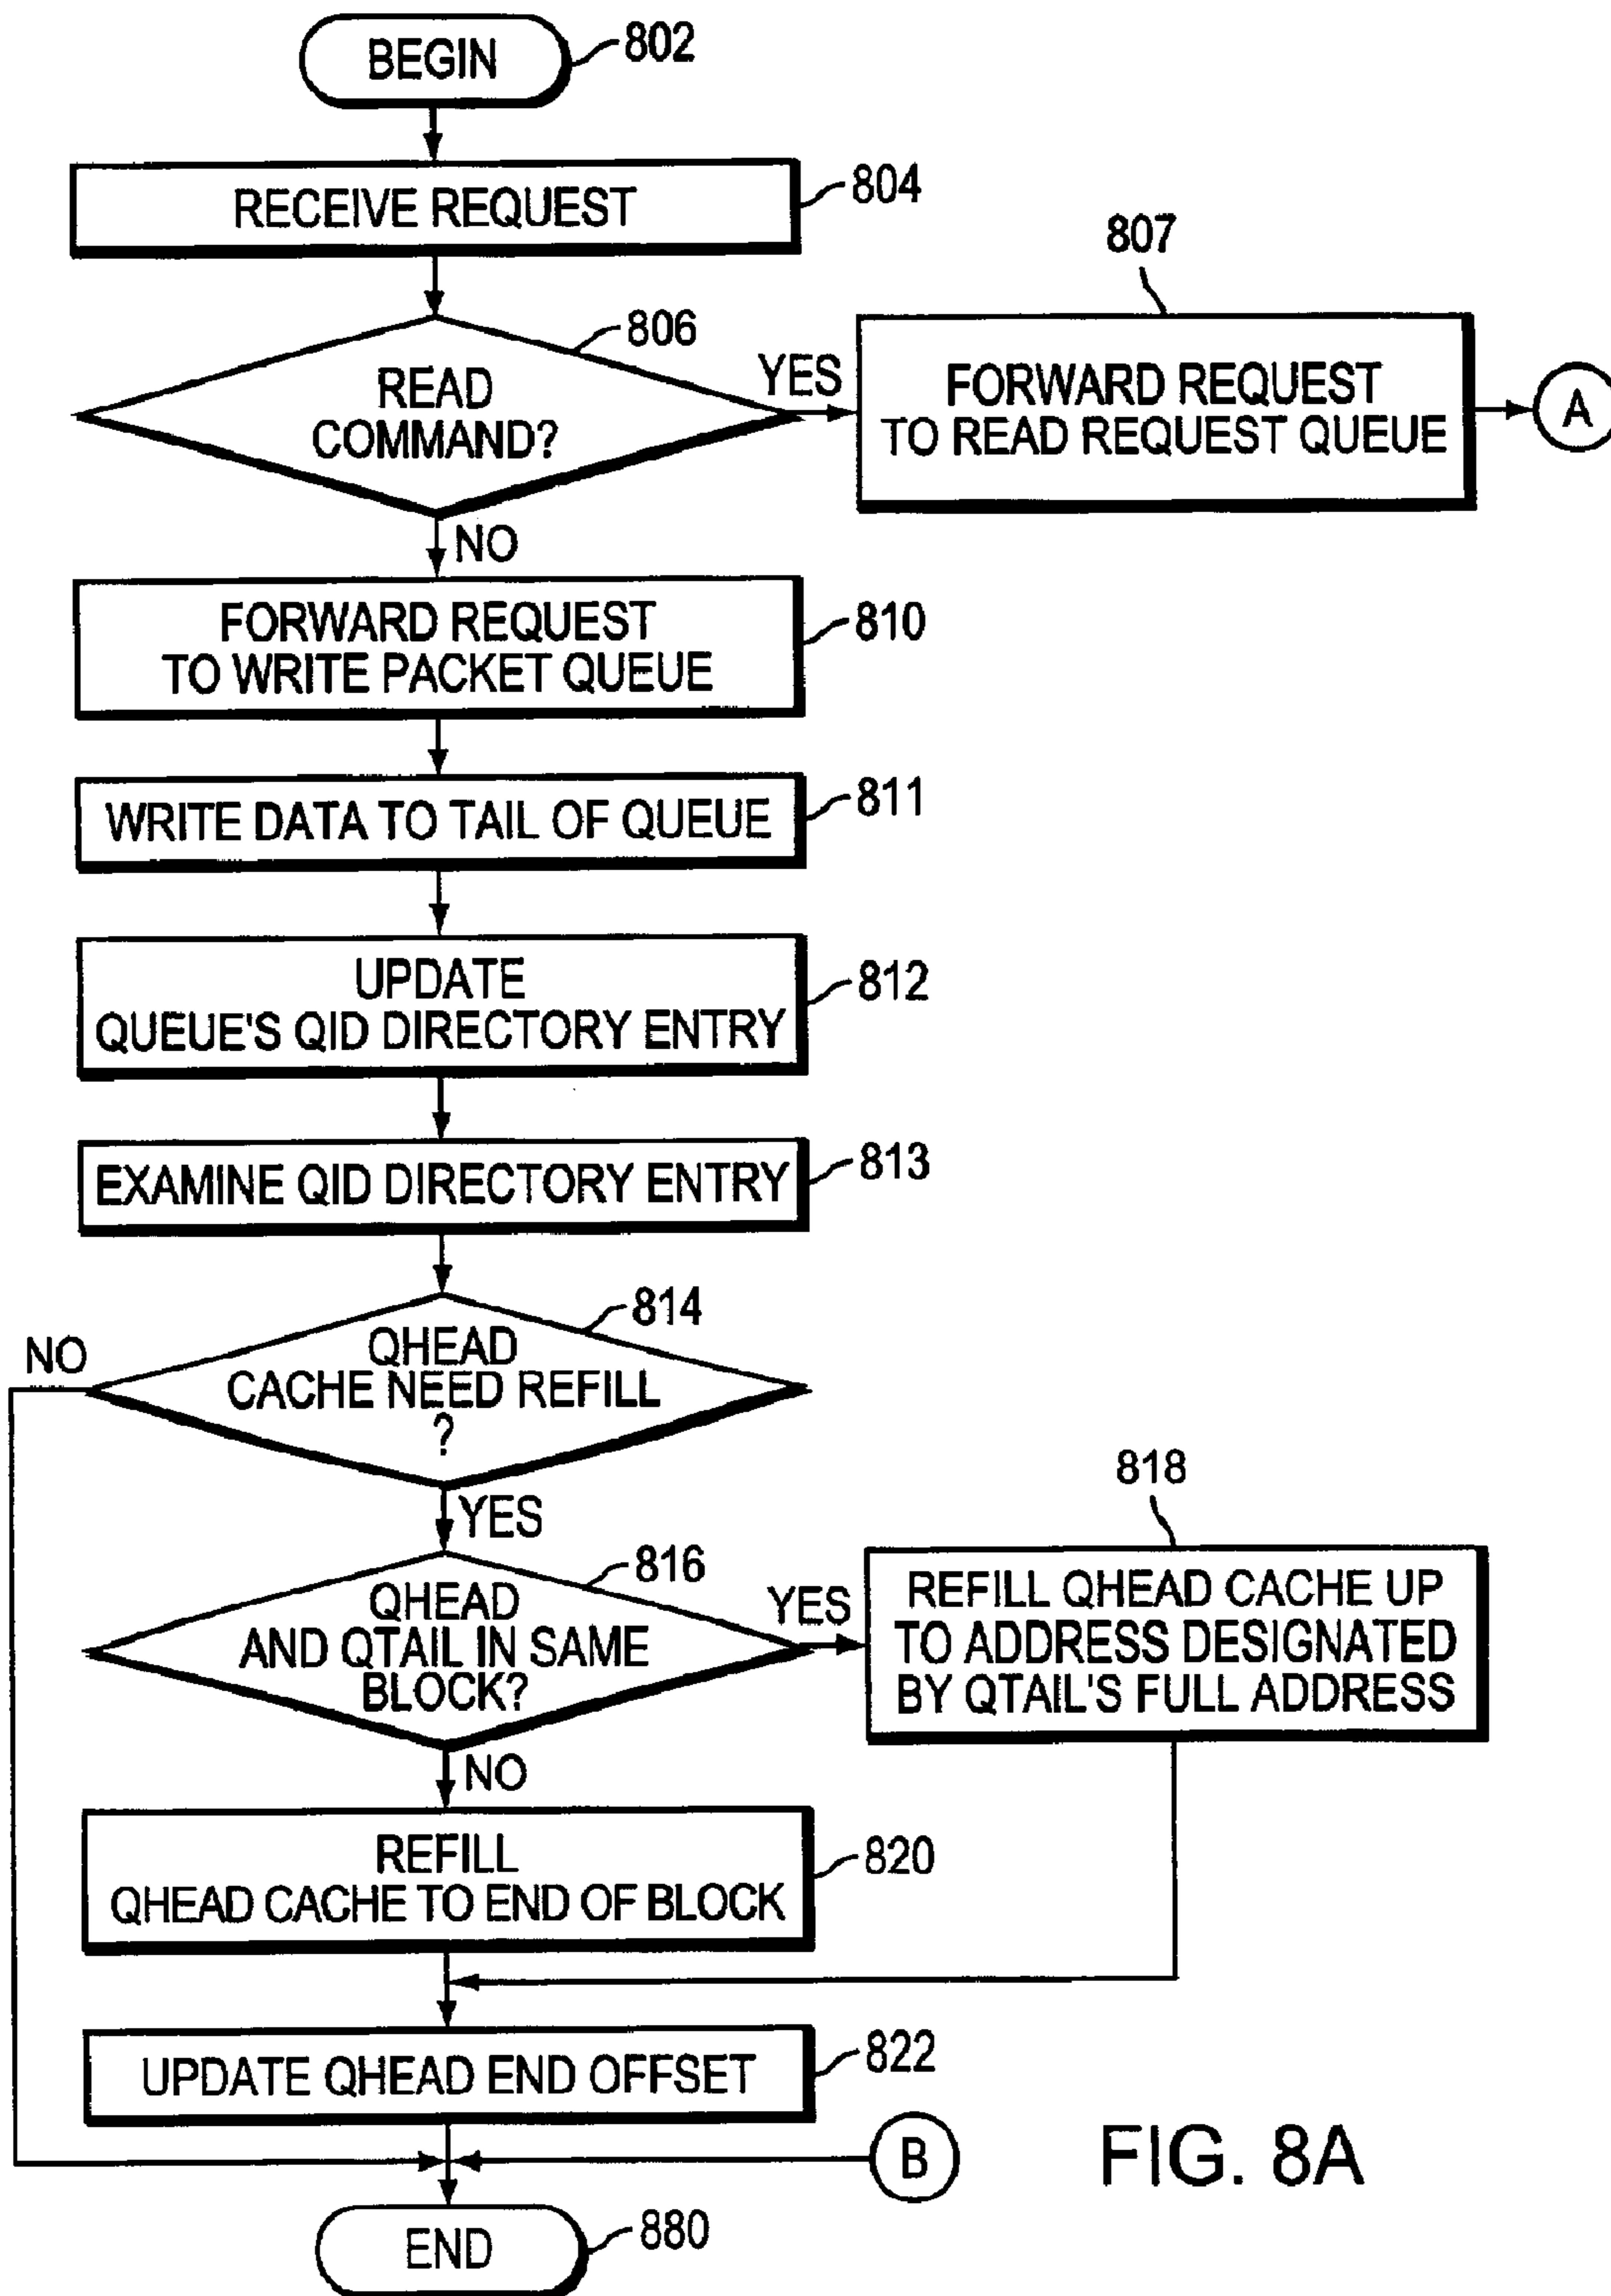 BEGIN
802
RECEIVE REQUEST
804
READ
COMMAND?
806
YES
FORWARD REQUEST
TO READ REQUEST QUEUE
807
A
NO
FORWARD REQUEST
TO WRITE PACKET QUEUE
810
WRITE DATA TO TAIL OF QUEUE
811
UPDATE
QUEUE'S QID DIRECTORY ENTRY
812
EXAMINE QID DIRECTORY ENTRY
813
QHEAD
CACHE NEED REFILL
?
814
NO
YES
QHEAD
AND QTAIL IN SAME
BLOCK?
816
YES
818
REFILL QHEAD CACHE UP
TO ADDRESS DESIGNATED
BY QTAIL'S FULL ADDRESS
NO
REFILL
QHEAD CACHE TO END OF BLOCK
820
UPDATE QHEAD END OFFSET
822
B
END
880
FIG. 8A